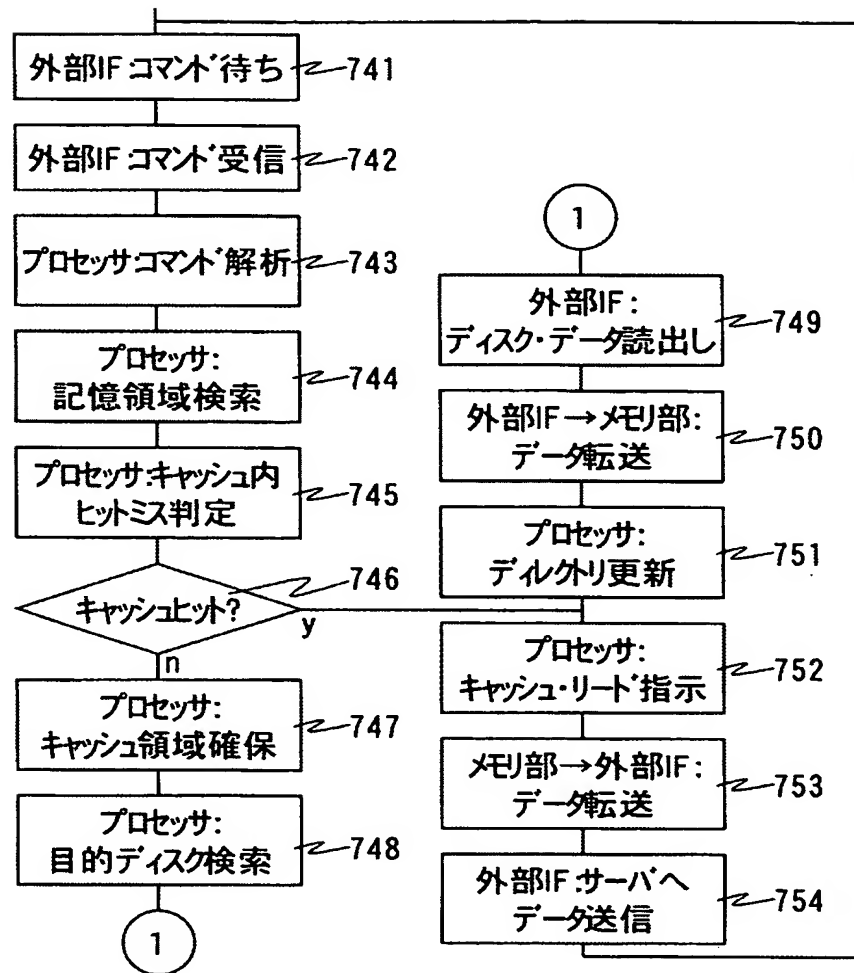 外部IF:コマンド待ち 741
外部IF:コマンド受信 742
プロセッサ:コマンド解析 743
プロセッサ:
記憶領域検索 744
プロセッサ:キャッシュ内
ヒットミス判定 745
746
キャッシュヒット?
y
n
プロセッサ:
キャッシュ領域確保 747
プロセッサ:
目的ディスク検索 748
1
1
外部IF:
ディスク・データ読出し 749
外部IF→メモリ部:
データ転送 750
プロセッサ:
ディレクトリ更新 751
プロセッサ:
キャッシュ・リード指示 752
メモリ部→外部IF:
データ転送 753
外部IF:サーバへ
データ送信 754